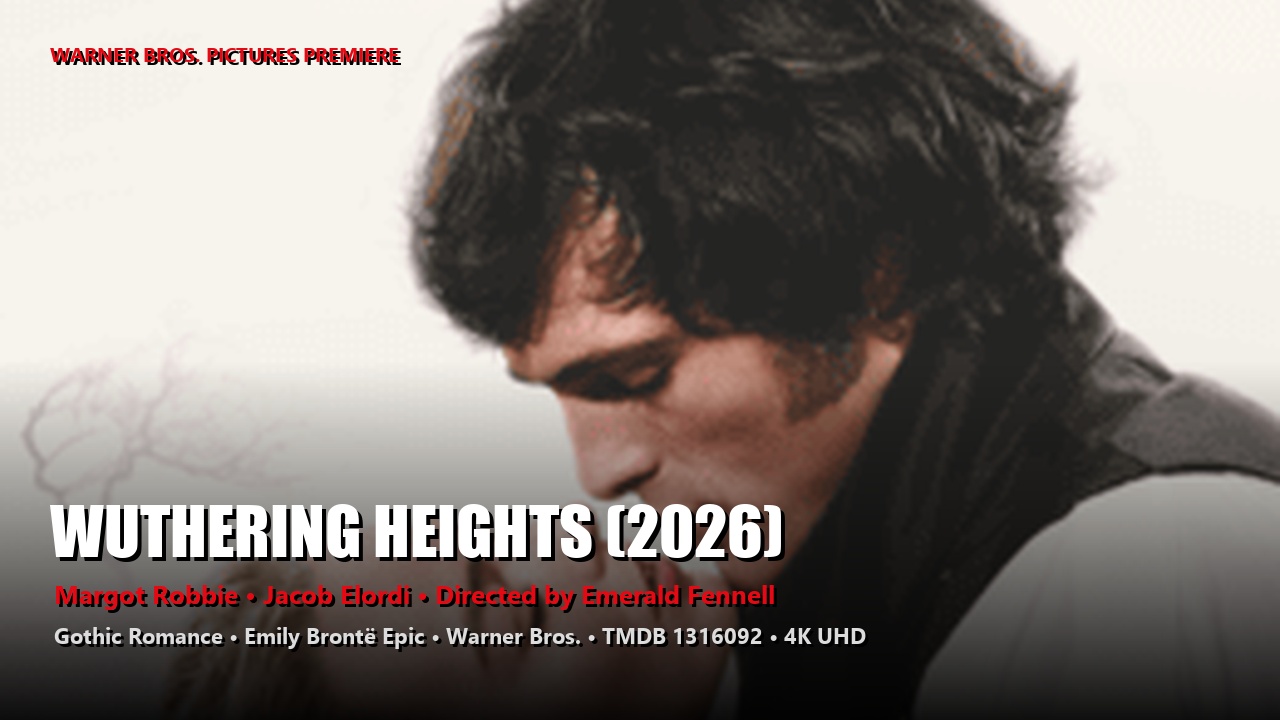 WARNER BROS. PICTURES PREMIERE
WUTHERING HEIGHTS (2026)
Margot Robbie • Jacob Elordi • Directed by Emerald Fennell
Gothic Romance • Emily Brontë Epic • Warner Bros. • TMDB 1316092 • 4K UHD